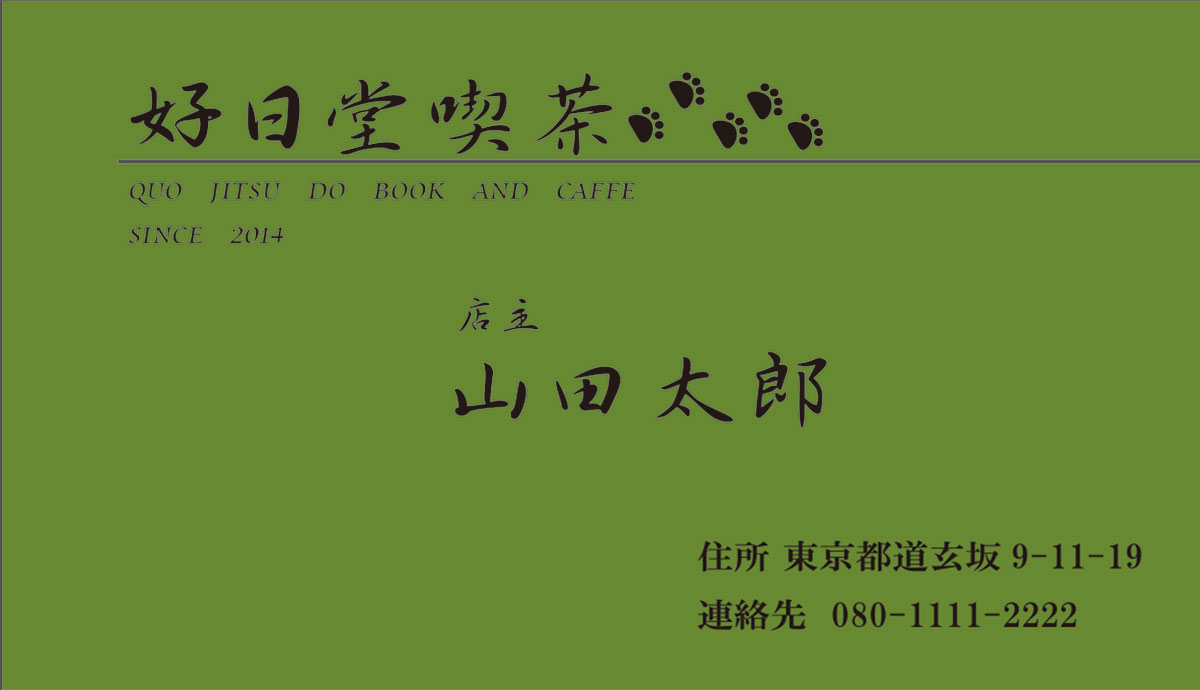 好日堂喫茶
QUO JITSU DO BOOK AND CAFFE
SINCE 2014
店主
山田太郎
住所 東京都道玄坂9-11-19
連絡先 080-1111-2222